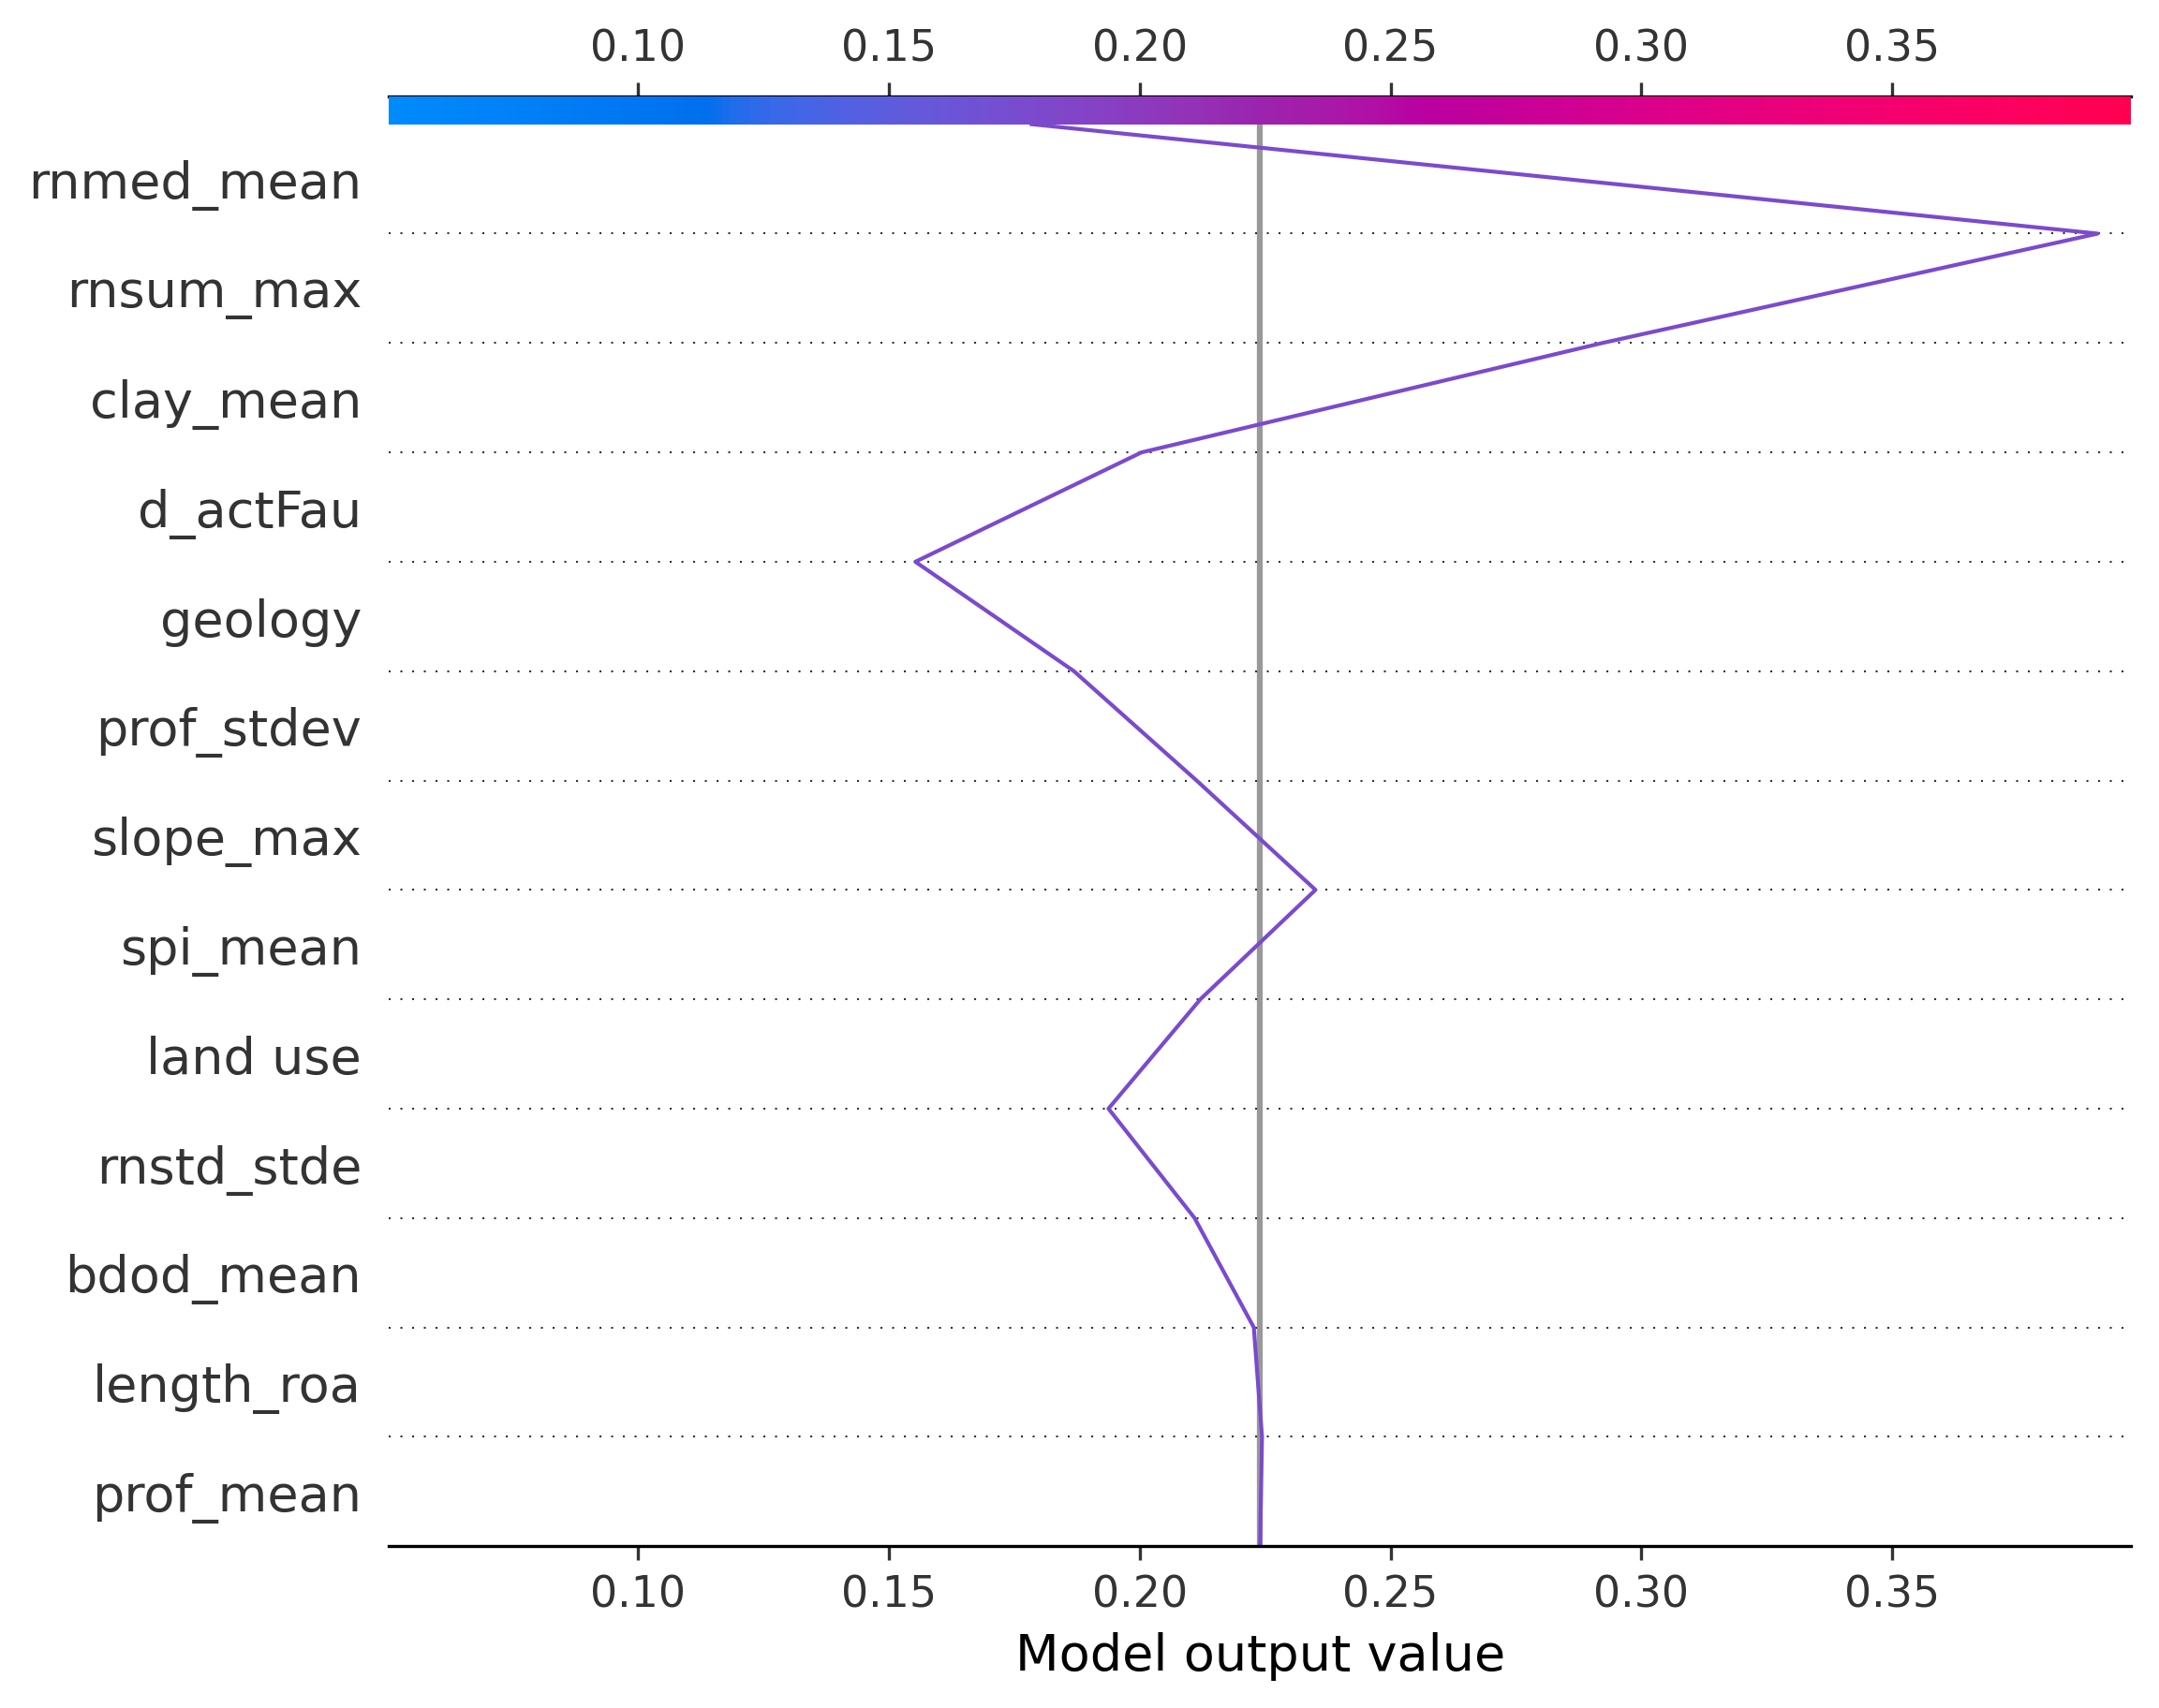 0.10 0.15 0.20 0.25 0.30 0.35
rnmed_mean
rnsum_max
clay_mean
d_actFau
geology
prof_stdev
slope_max
spi_mean
land use
rnstd_stde
bdod_mean
length_roa
prof_mean
0.10 0.15 0.20 0.25 0.30 0.35
Model output value